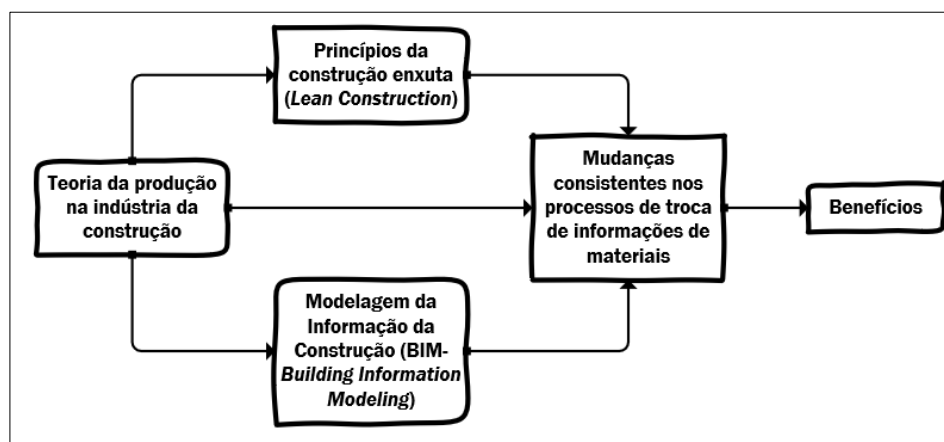 Princípios da
construção enxuta
(Lean Construction)
Teoria da produção
na indústria da
construção
Mudanças
consistentes nos
processos de troca
de informações de
materiais
Benefícios
Modelagem da
Informação da
Construção (BIM-
Building Information
Modeling)